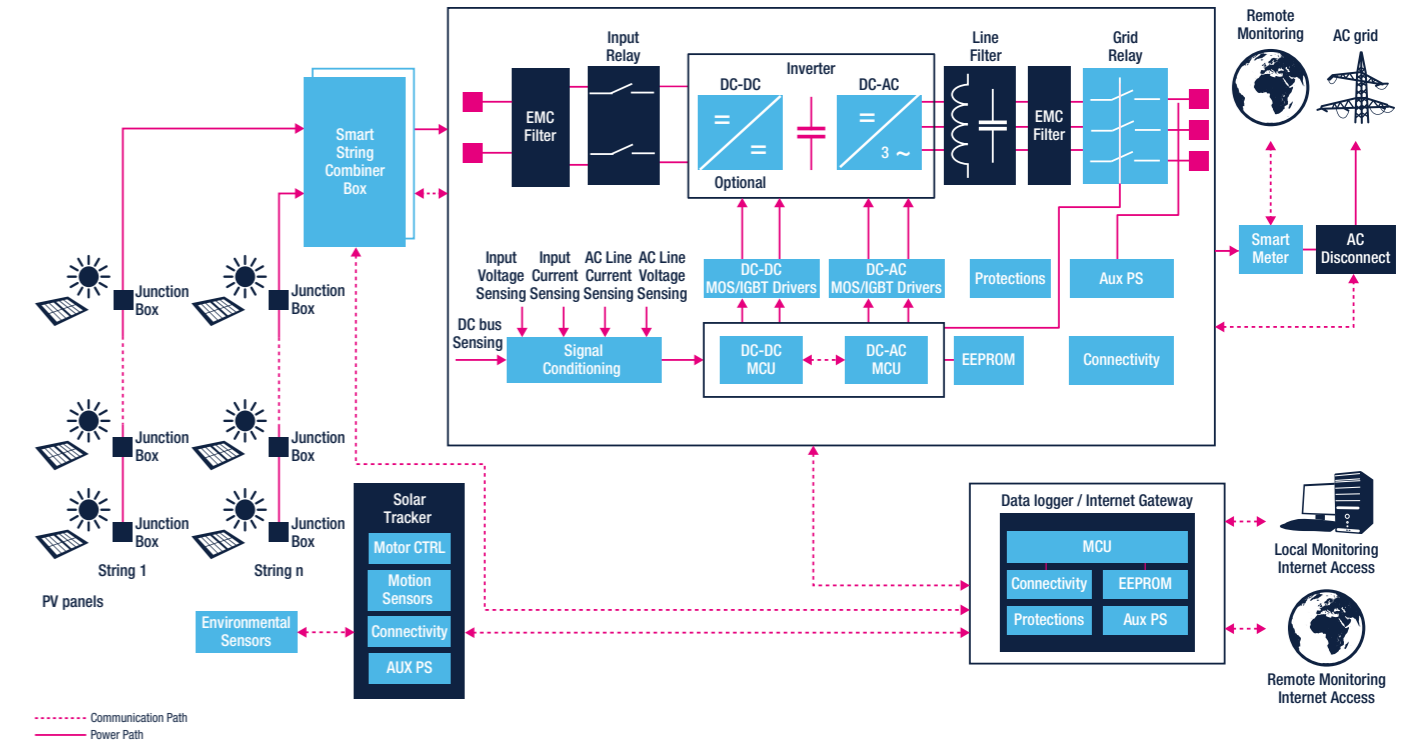 Remote
Monitoring
AC grid
Input
Relay
Line
Filter
Grid
Relay
Inverter
DC-DC
DC-AC
EMC
Filter
=
=
=
3 ~
EMC
Filter
Optional
Smart
String
Combiner
Box
Smart
Meter
AC
Disconnect
Input
Voltage
Sensing
Input
Current
Sensing
AC Line
Current
Sensing
AC Line
Voltage
Sensing
DC-DC
MOS/IGBT Drivers
DC-AC
MOS/IGBT Drivers
Protections
Aux PS
DC bus
Sensing
Signal
Conditioning
DC-DC
MCU
DC-AC
MCU
EEPROM
Connectivity
Junction
Box
Junction
Box
Junction
Box
Junction
Box
Junction
Box
Junction
Box
String 1
String n
PV panels
Environmental
Sensors
Solar
Tracker
Motor CTRL
Motion
Sensors
Connectivity
AUX PS
Data logger / Internet Gateway
MCU
Connectivity
EEPROM
Protections
Aux PS
Local Monitoring
Internet Access
Remote Monitoring
Internet Access
Communication Path
Power Path